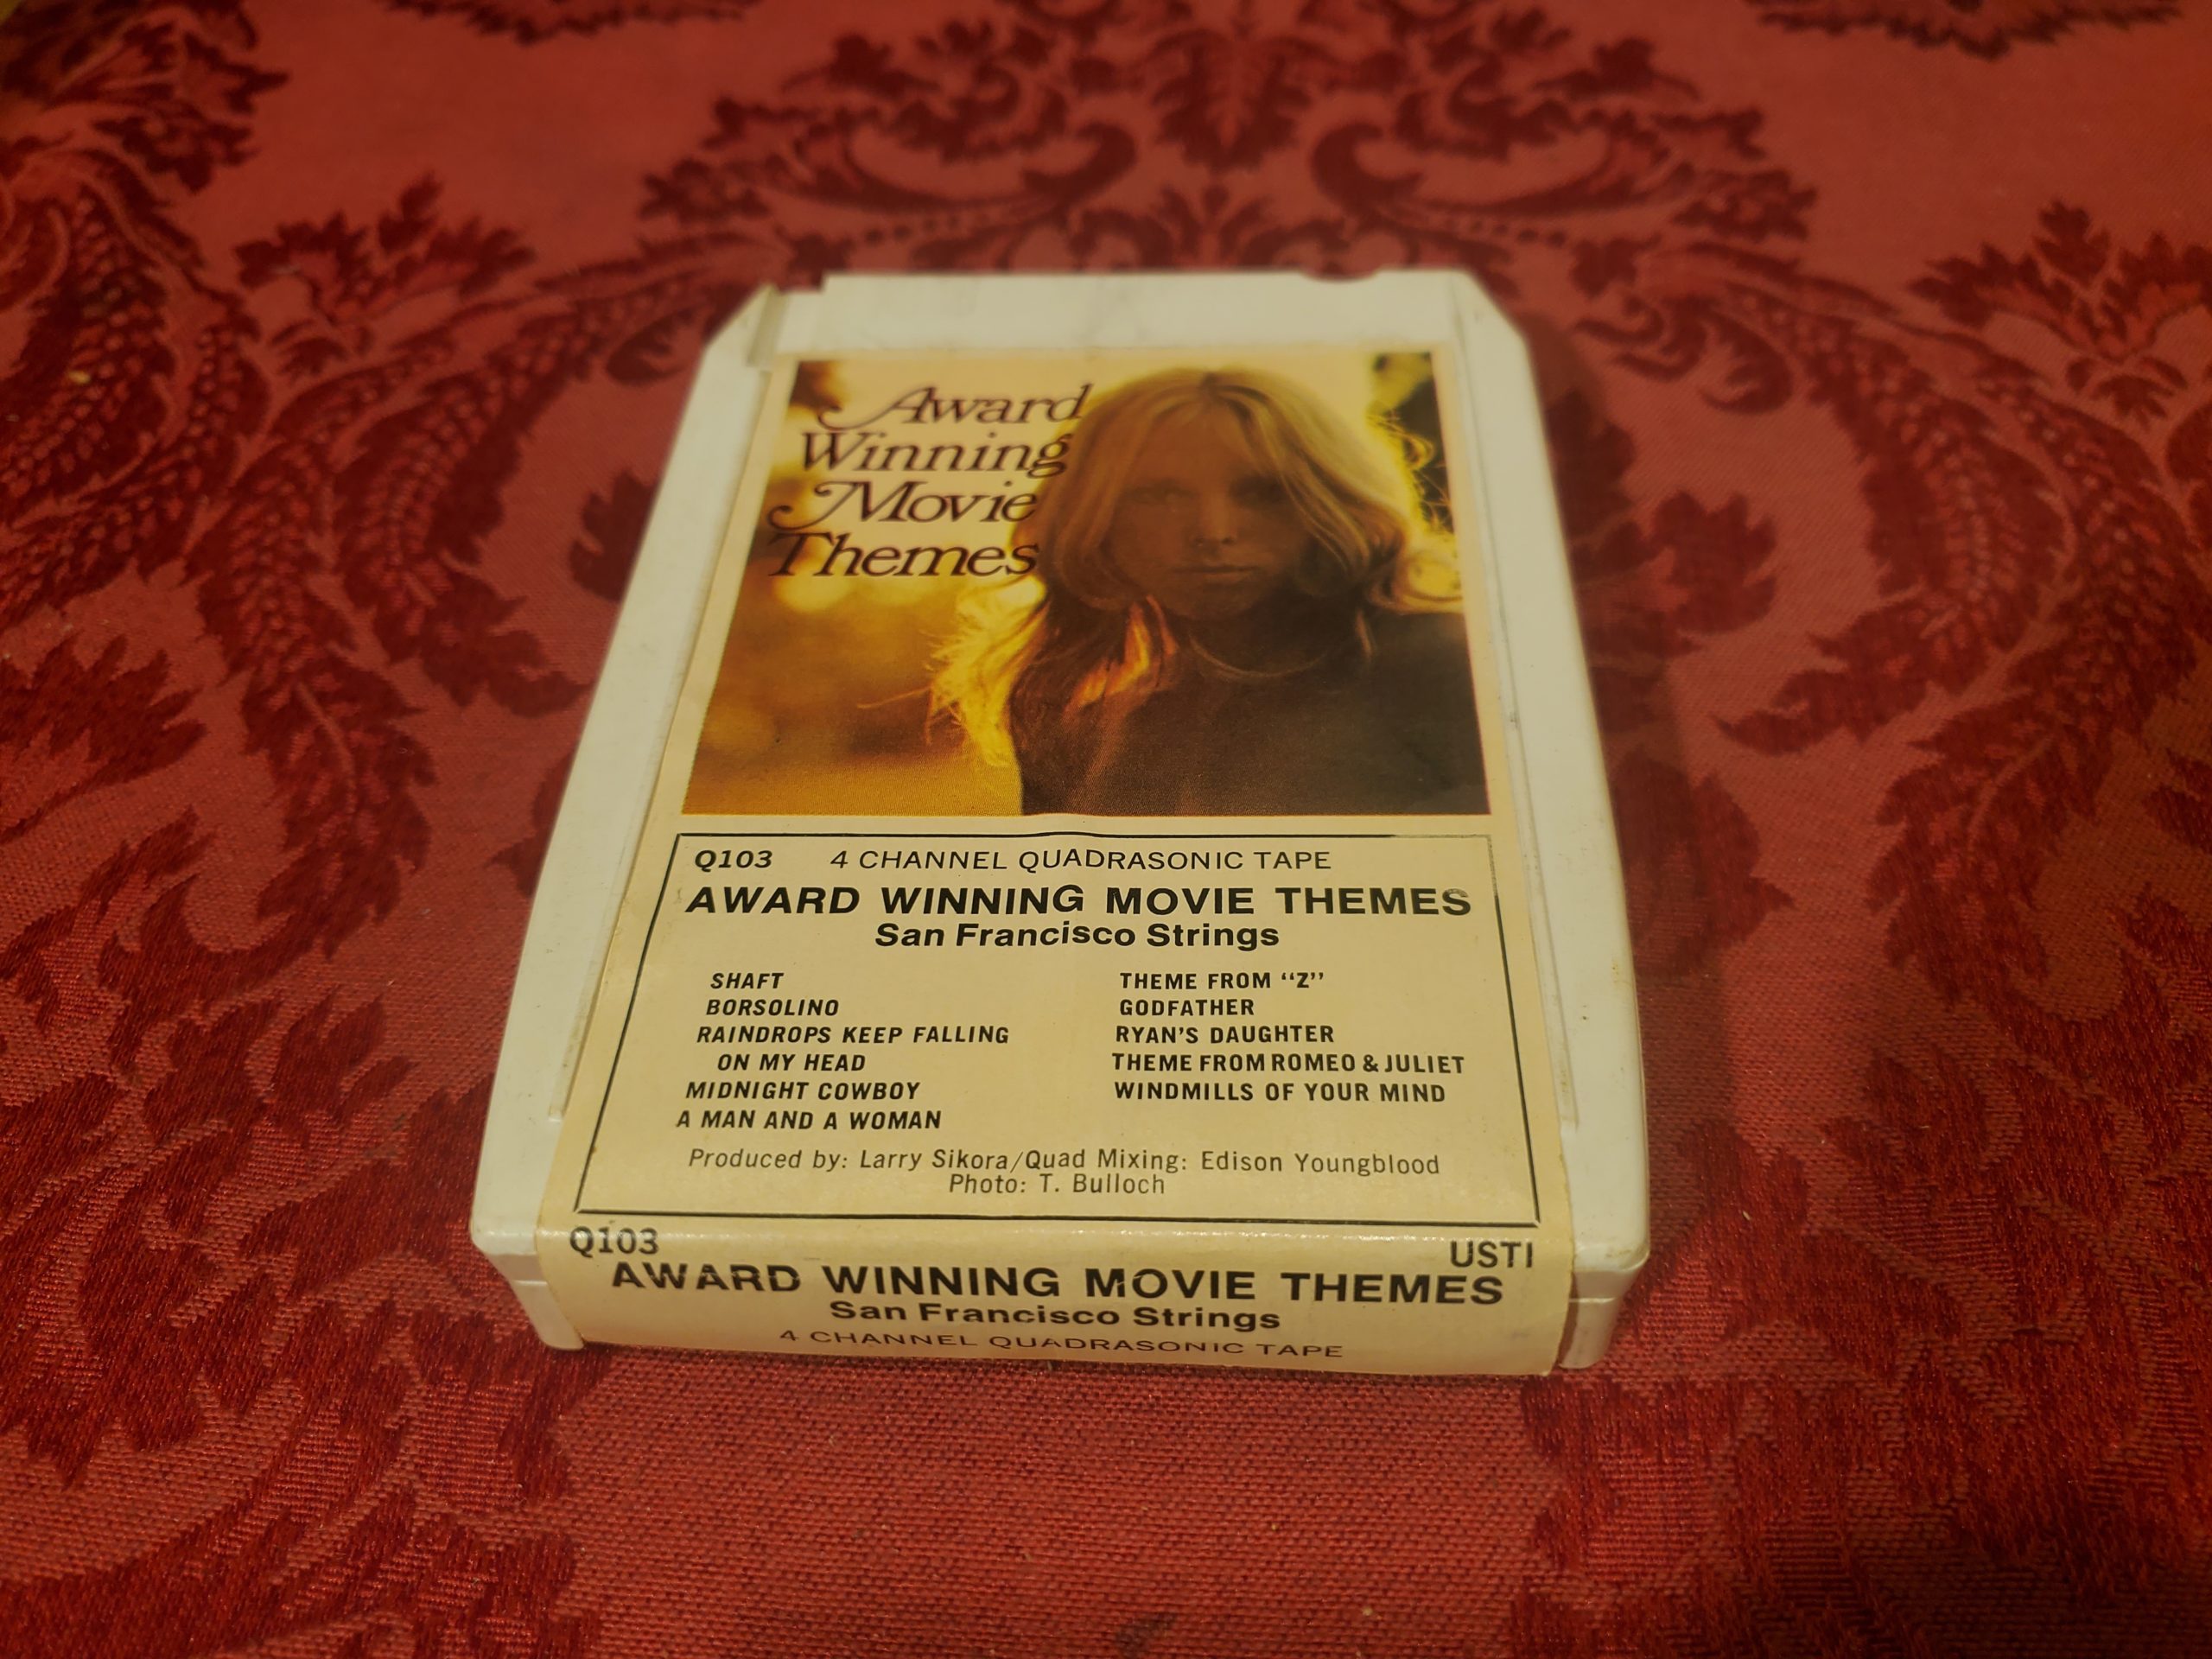 Award
Winning
Movie
Themes
Q103 4 CHANNEL QUADRASONIC TAPE
AWARD WINNING MOVIE THEMES
San Francisco Strings
SHAFT
BORSOLINO
RAINDROPS KEEP FALLING
ON MY HEAD
MIDNIGHT COWBOY
A MAN AND A WOMAN
THEME FROM “Z”
GODFATHER
RYAN'S DAUGHTER
THEME FROM ROMEO & JULIET
WINDMILLS OF YOUR MIND
Produced by: Larry Sikora/Quad Mixing: Edison Youngblood
Photo: T. Bulloch
Q103 USTI
AWARD WINNING MOVIE THEMES
San Francisco Strings
4 CHANNEL QUADRASONIC TAPE